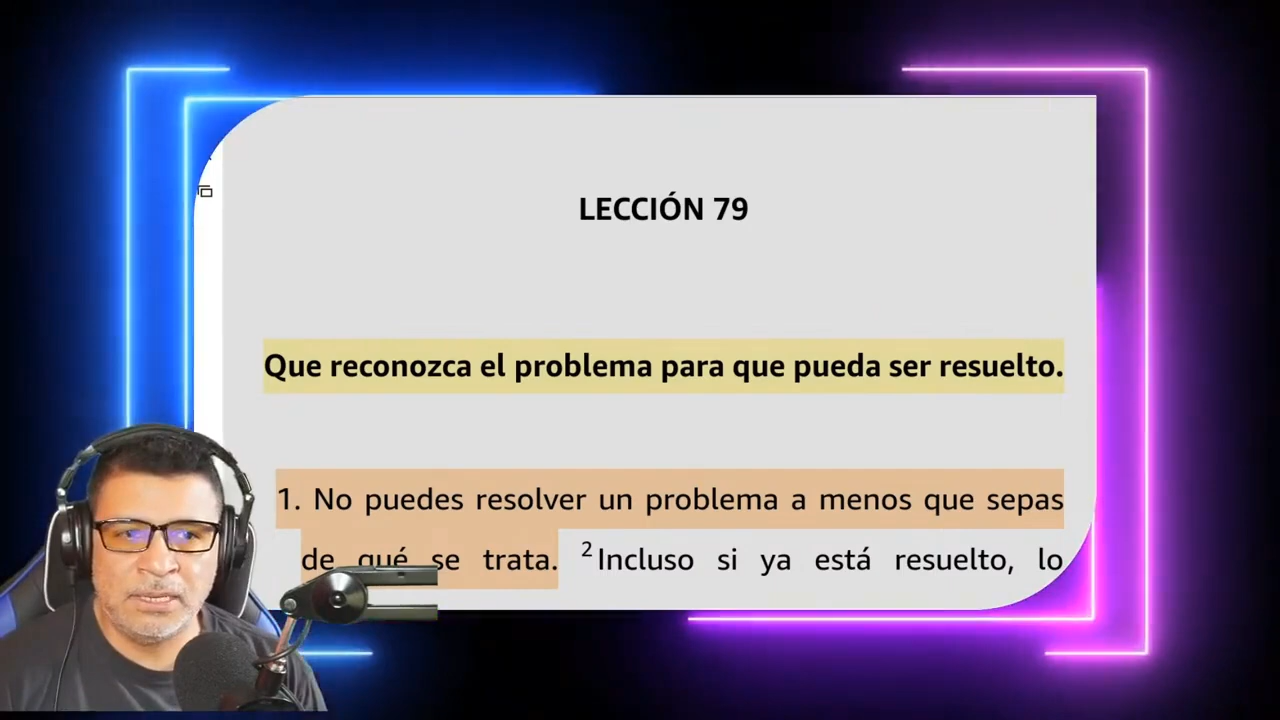 LECCIÓN 79
Que reconozca el problema para que pueda ser resuelto.
1. No puedes resolver un problema a menos que sepas
de qué se trata. ²Incluso si ya está resuelto, lo